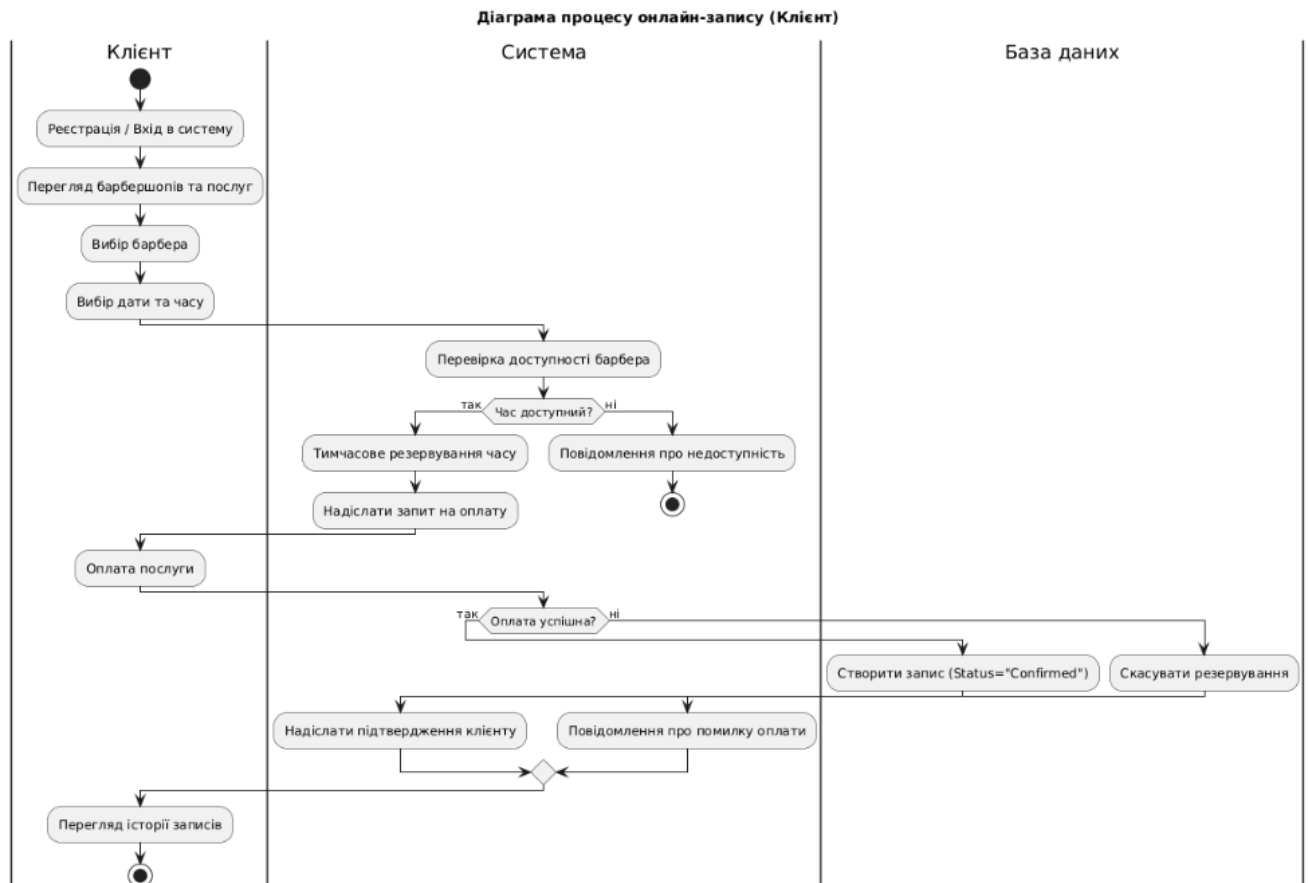 Діаграма процесу онлайн-запису (Клієнт)
Клієнт
Система
База даних
Реєстрація / Вхід в систему
Перегляд барбершопів та послуг
Вибір барбера
Вибір дати та часу
Перевірка доступності барбера
так
Час доступний?
ні
Тимчасове резервування часу
Повідомлення про недоступність
Надіслати запит на оплату
Оплата послуги
так
Оплата успішна?
ні
Створити запис (Status="Confirmed")
Скасувати резервування
Надіслати підтвердження клієнту
Повідомлення про помилку оплати
Перегляд історії записів